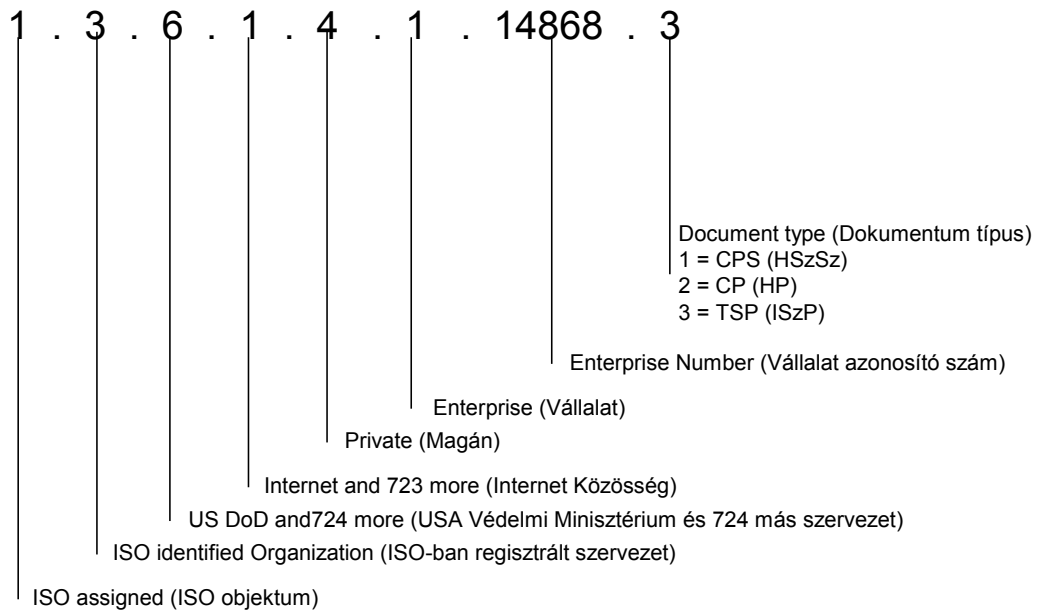 1 . 3 . 6 . 1 . 4 . 1 . 14868 . 3
Document type (Dokumentum típus)
1 = CPS (HSzSz)
2 = CP (HP)
3 = TSP (ISzP)
Enterprise Number (Vállalat azonosító szám)
Enterprise (Vállalat)
Private (Magán)
Internet and 723 more (Internet Közösség)
US DoD and724 more (USA Védelmi Minisztérium és 724 más szervezet)
ISO identified Organization (ISO-ban regisztrált szervezet)
ISO assigned (ISO objektum)